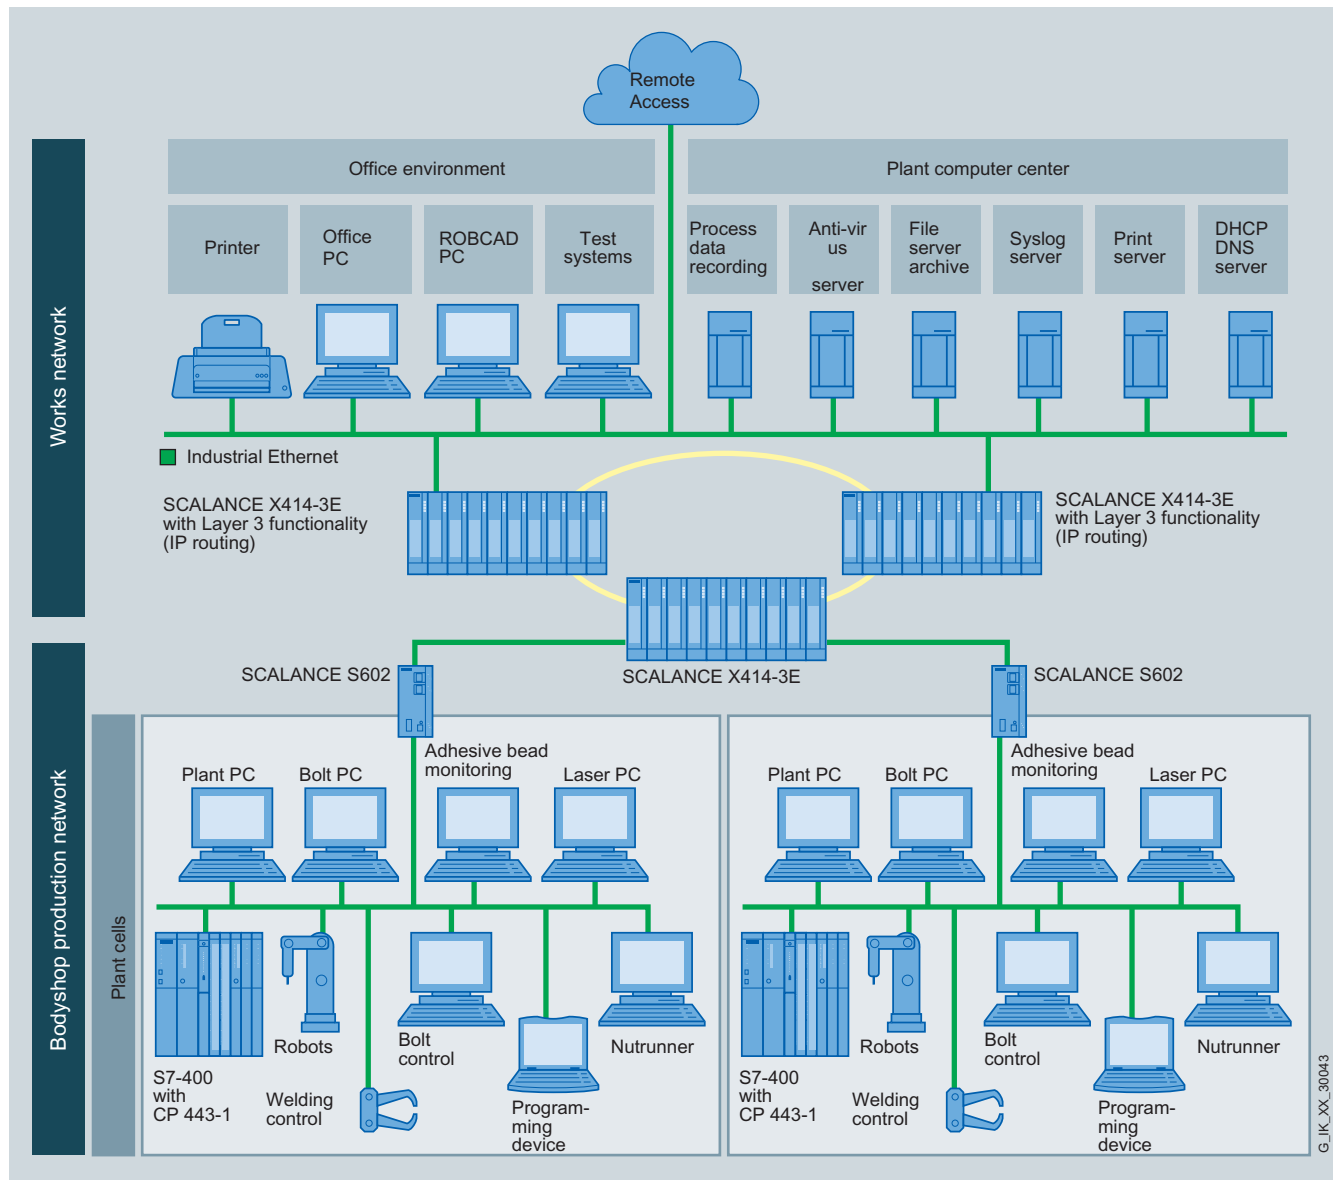 Remote
Access
Office environment
Plant computer center
Printer
Office
PC
ROBCAD
PC
Test
systems
Process
data
recording
Anti-vir
us
server
File
server
archive
Syslog
server
Print
server
DHCP
DNS
server
Works network
Industrial Ethernet
SCALANCE X414-3E
with Layer 3 functionality
(IP routing)
SCALANCE X414-3E
with Layer 3 functionality
(IP routing)
SCALANCE S602
SCALANCE X414-3E
SCALANCE S602
Bodyshop production network
Plant cells
Plant PC
Bolt PC
Adhesive bead
monitoring
Laser PC
S7-400
with
CP 443-1
Robots
Welding
control
Bolt
control
Program-
ming
device
Nutrunner
Plant PC
Bolt PC
Adhesive bead
monitoring
Laser PC
S7-400
with
CP 443-1
Robots
Welding
control
Bolt
control
Program-
ming
device
Nutrunner
G_IK_XX_30043